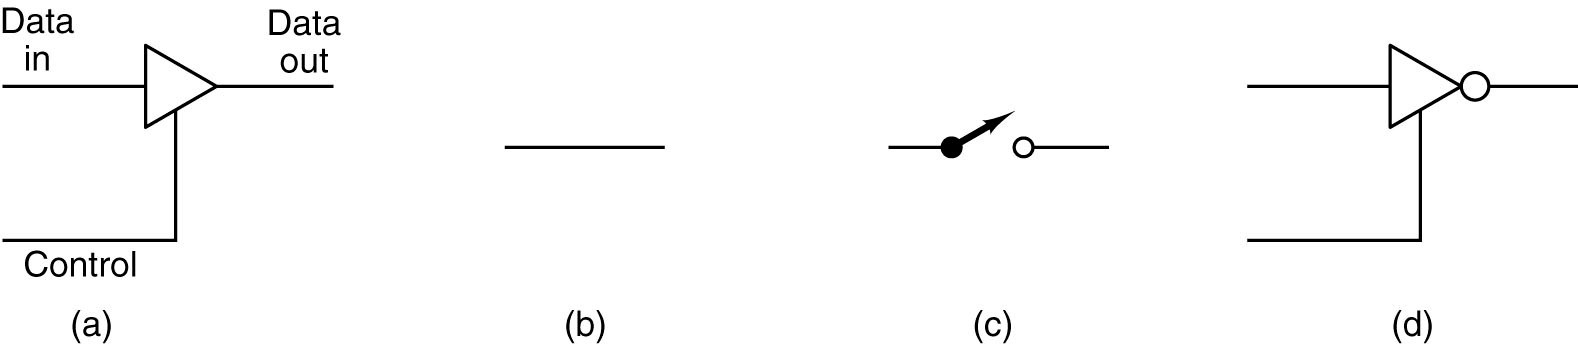 Data
in
Data
out
Control
(a)
(b)
(c)
(d)